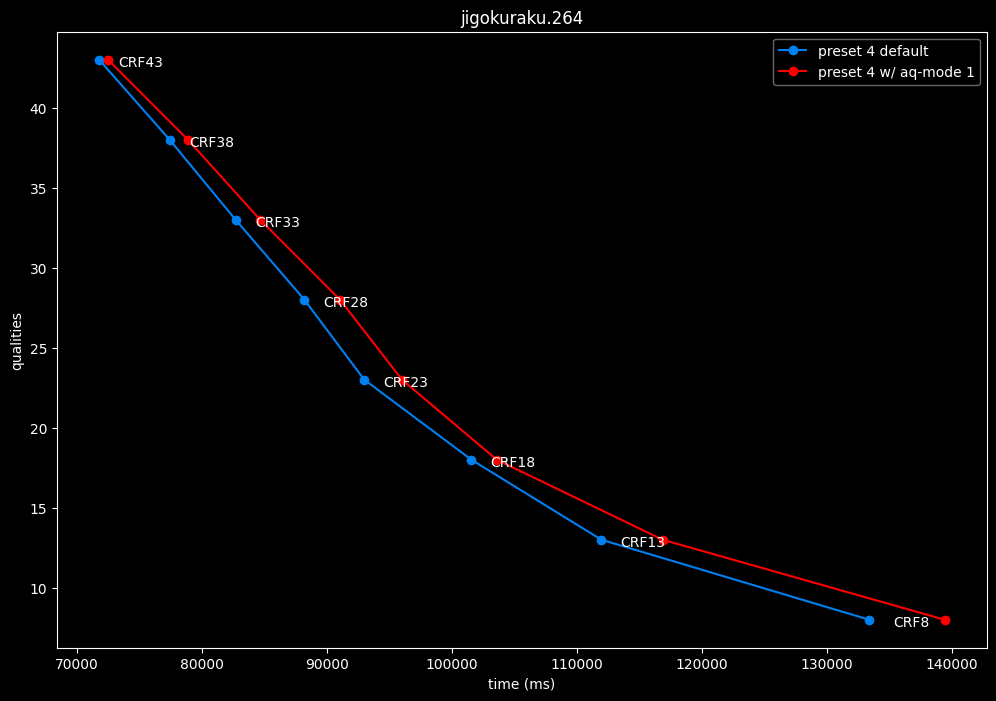 jigokuraku.264
preset 4 default
preset 4 w/ aq-mode 1
CRF43
CRF38
CRF33
CRF28
CRF23
CRF18
CRF13
CRF8
40
35
30
25
20
15
10
qualities
70000
80000
90000
100000
110000
120000
130000
140000
time (ms)